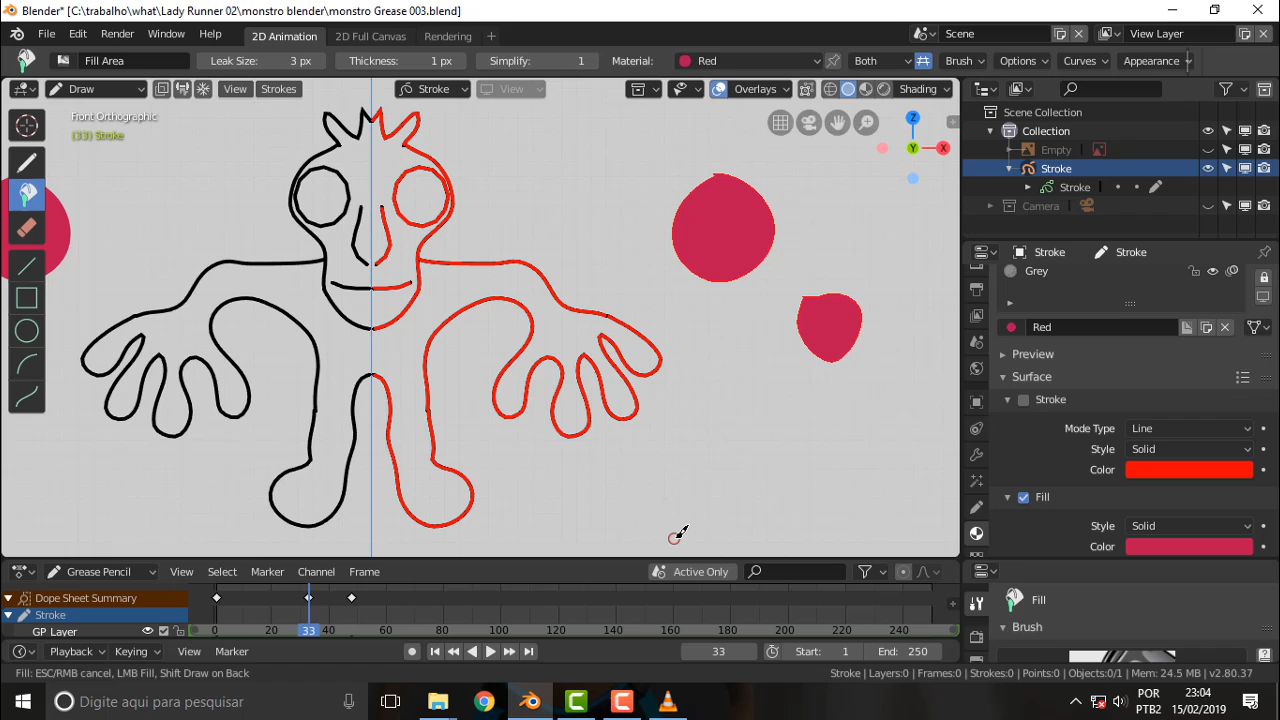 Blender* [C:\trabalho\what\Lady Runner 02\monstro blender\monstro Grease 003.blend]
File Edit Render Window Help 2D Animation 2D Full Canvas Rendering + Scene View Layer
Fill Area Leak Size: 3 px Thickness: 1 px Simplify: 1 Material: Red Both Brush Options Curves Appearance
Draw View Strokes Stroke View Overlays Shading
Front Orthographic
(33) Stroke
Z
Y
X
Scene Collection
Collection
Empty
Stroke
Stroke
Camera
Stroke Stroke
Grey
Red
Preview
Surface
Stroke
Mode Type Line
Style Solid
Color
Fill
Style Solid
Color
Grease Pencil View Select Marker Channel Frame Active Only
Dope Sheet Summary
Stroke
GP_Layer
0 20 33 40 60 80 100 120 140 160 180 200 220 240
Playback Keying View Marker 33 Start: 1 End: 250
Fill
Brush
Fill: ESC/RMB cancel, LMB Fill, Shift Draw on Back
Stroke | Layers:0 | Frames:0 | Strokes:0 | Points:0 | Objects:0/1 | Mem: 24.5 MB | v2.80.37
Digite aqui para pesquisar
POR
PTB2
23:04
15/02/2019